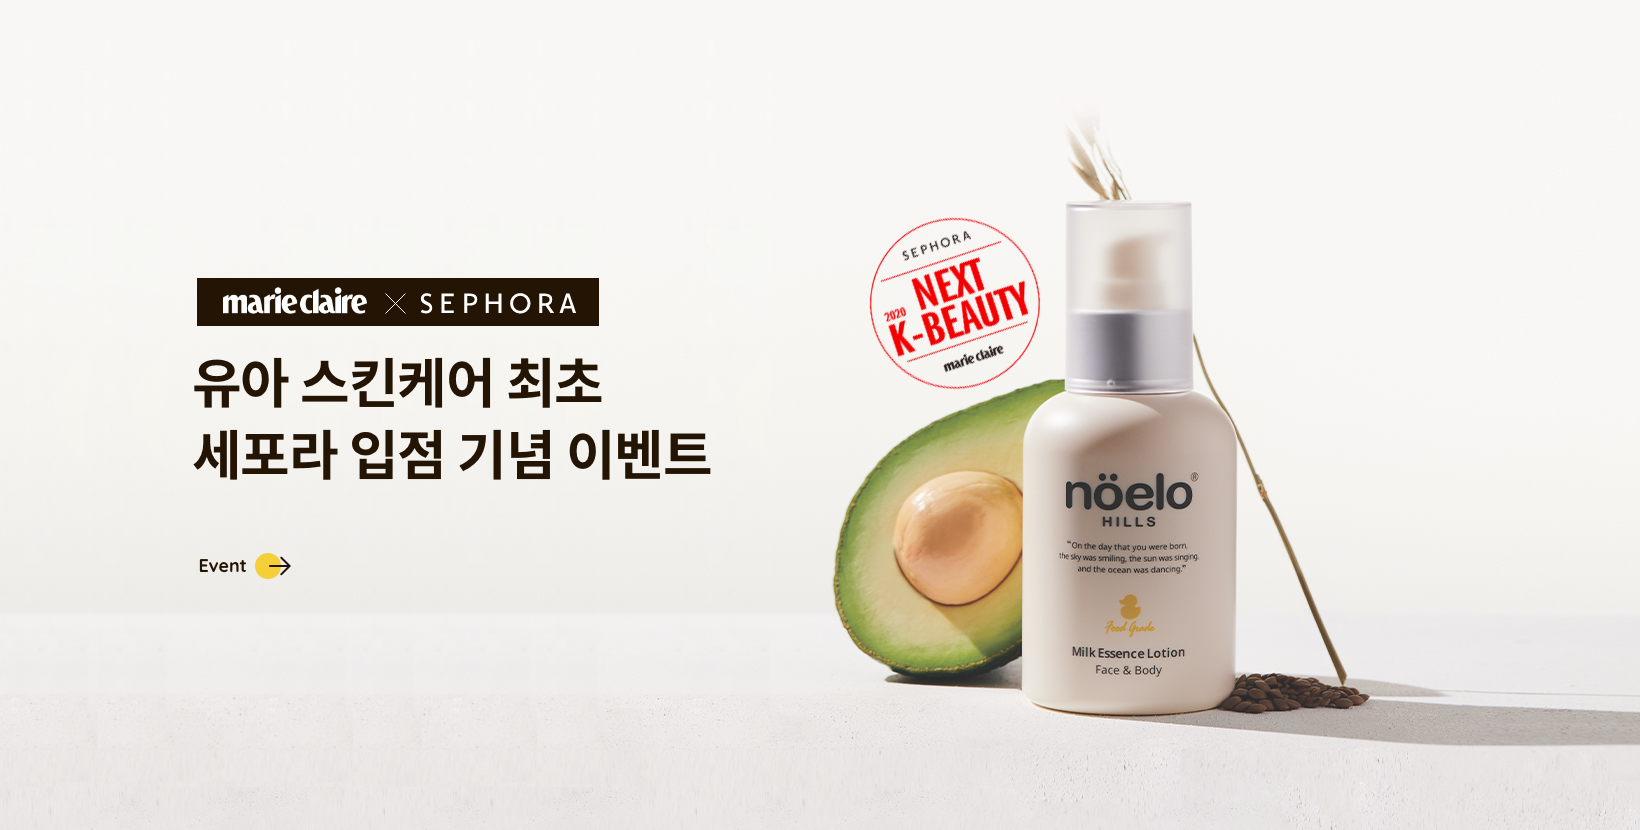 marie claire × SEPHORA
유아 스킨케어 최초
세포라 입점 기념 이벤트
Event
SEPHORA
NEXT
2020
K-BEAUTY
marie claire
nöelo®
HILLS
“On the day that you were born,
the sky was smiling, the sun was singing,
and the ocean was dancing.”
Food Grade
Milk Essence Lotion
Face & Body